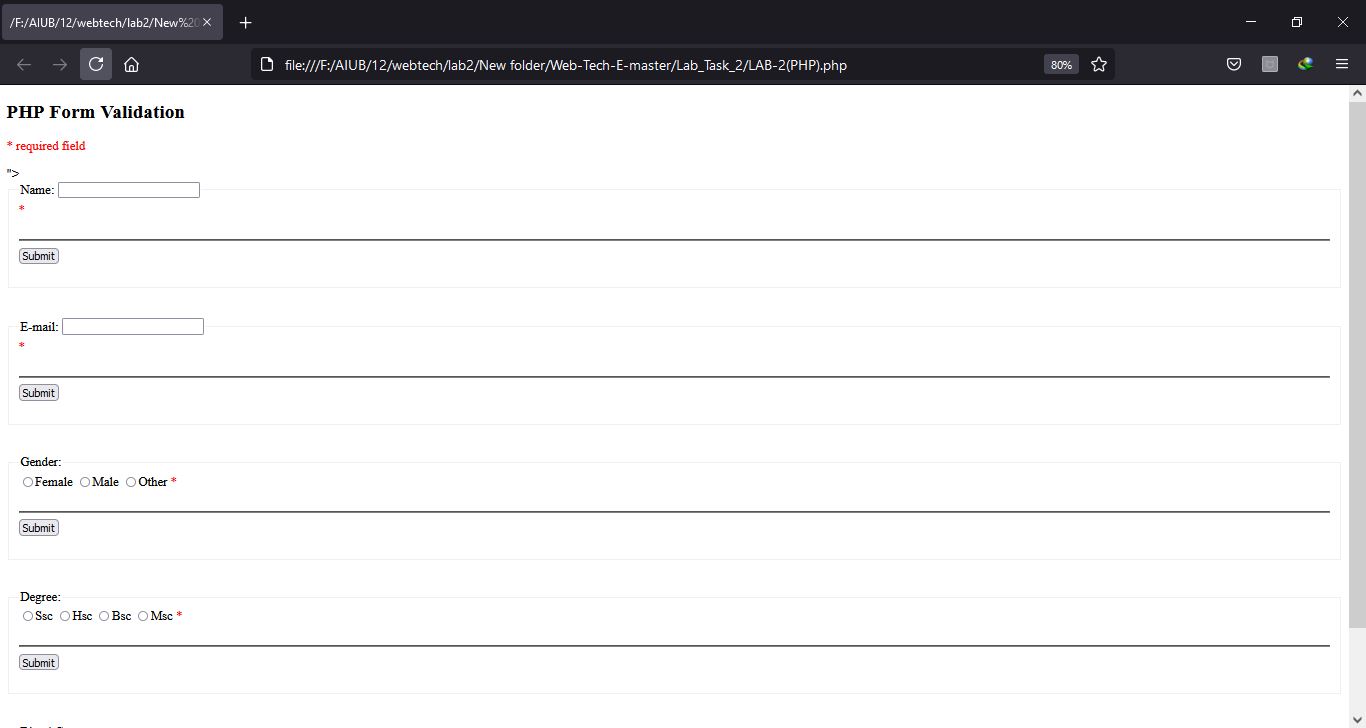 /F:/AIUB/12/webtech/lab2/New%20
file:///F:/AIUB/12/webtech/lab2/New folder/Web-Tech-E-master/Lab_Task_2/LAB-2(PHP).php
80%
PHP Form Validation
* required field
">
Name:
*
Submit
E-mail:
*
Submit
Gender:
Female Male Other *
Submit
Degree:
Ssc Hsc Bsc Msc *
Submit